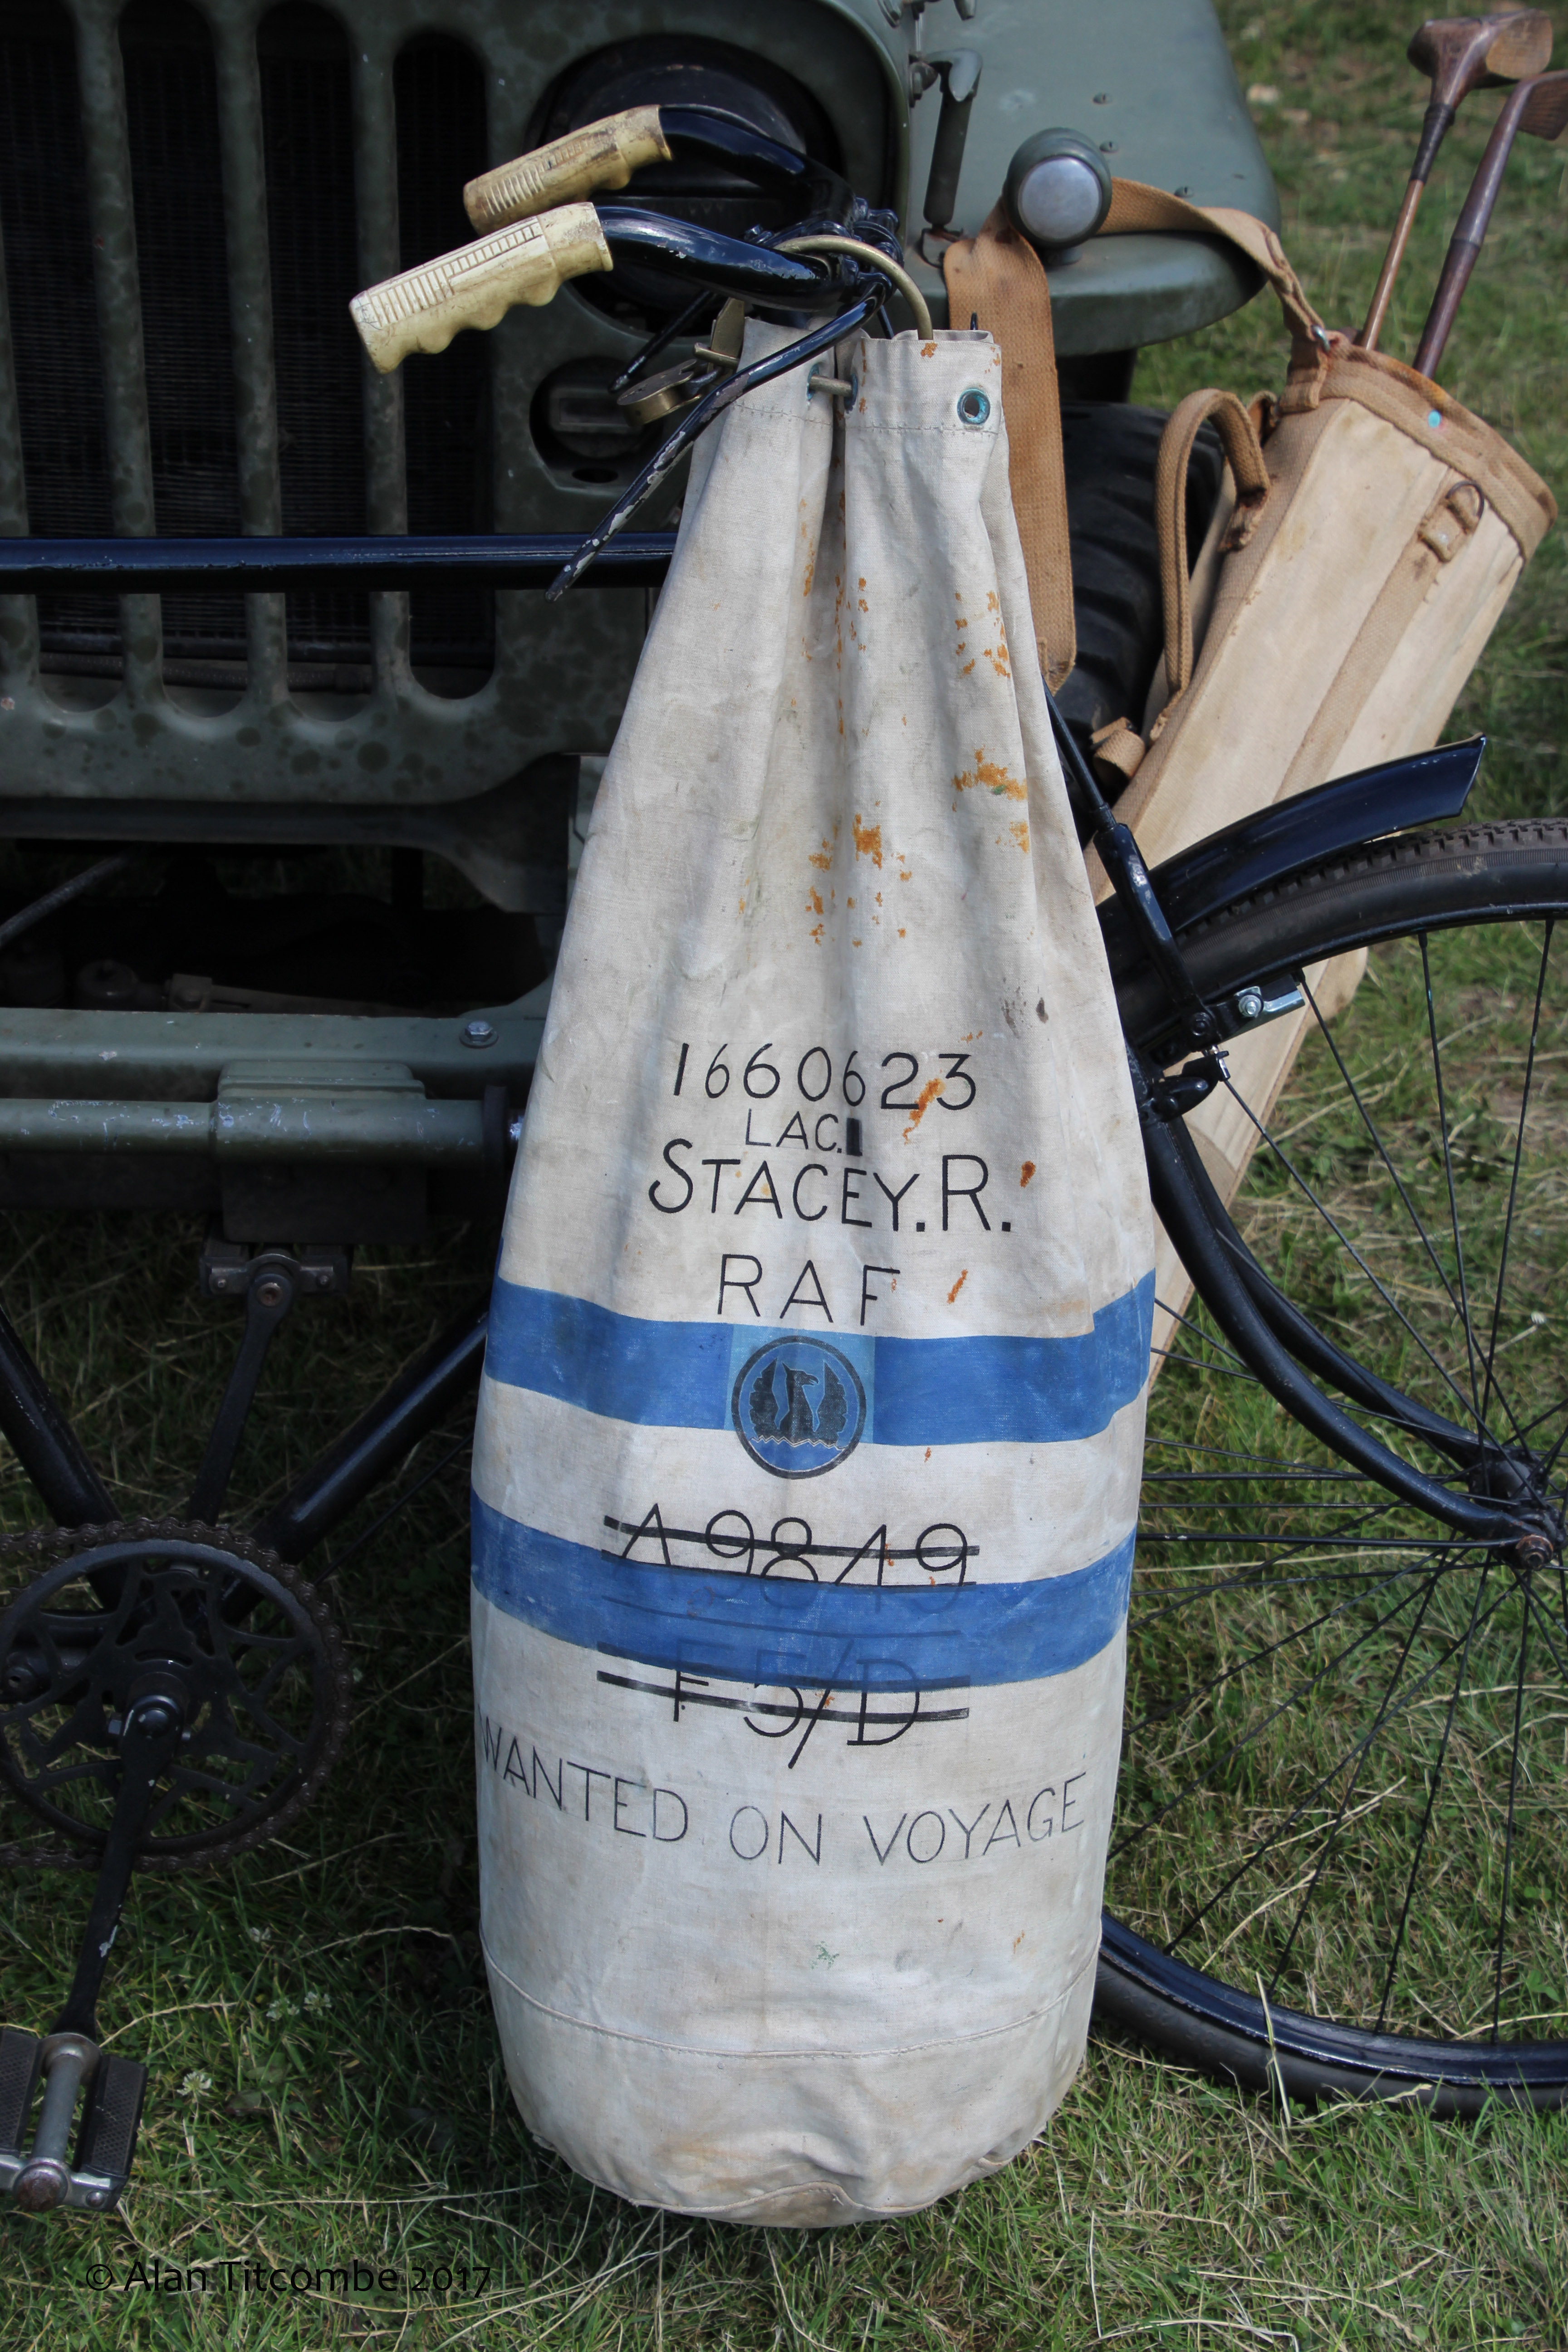 1660623
LAC.
STACEY.R.
RAF
A9849
F5/D
WANTED ON VOYAGE
© Alan Titcombe 2017